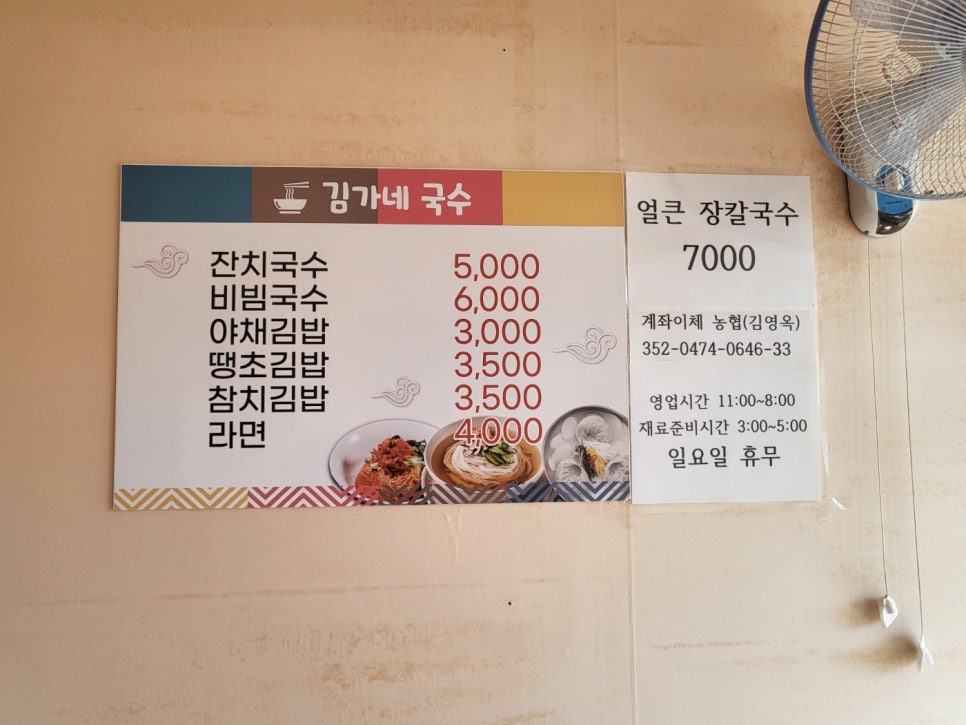 김가네 국수
잔치국수 5,000
비빔국수 6,000
야채김밥 3,000
땡초김밥 3,500
참치김밥 3,500
라면 4,000
얼큰 장칼국수
7000
계좌이체 농협(김영옥)
352-0474-0646-33
영업시간 11:00~8:00
재료준비시간 3:00~5:00
일요일 휴무